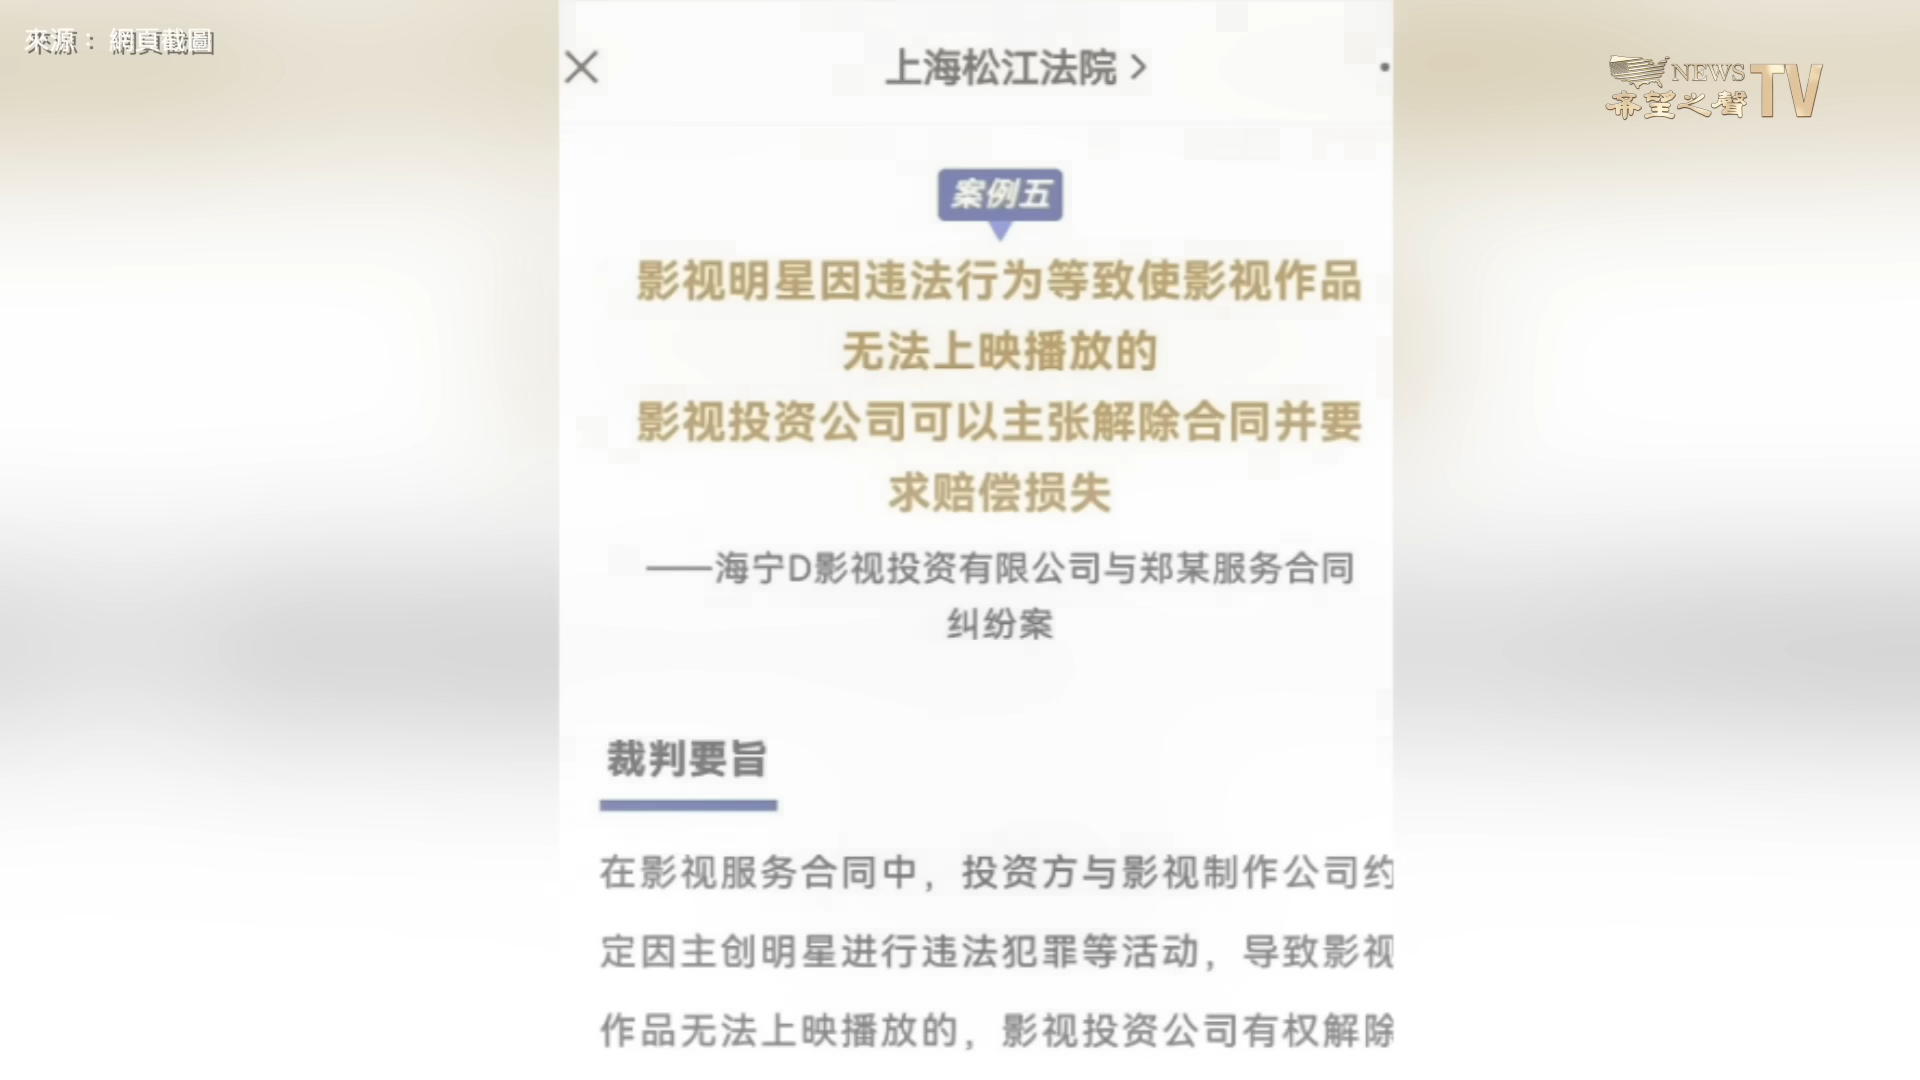 來源：網頁截圖
上海松江法院
NEWS
希望之聲TV
案例五
影视明星因违法行为等致使影视作品
无法上映播放的
影视投资公司可以主张解除合同并要
求赔偿损失
——海宁D影视投资有限公司与郑某服务合同
纠纷案
裁判要旨
在影视服务合同中，投资方与影视制作公司约
定因主创明星进行违法犯罪等活动，导致影视
作品无法上映播放的，影视投资公司有权解除